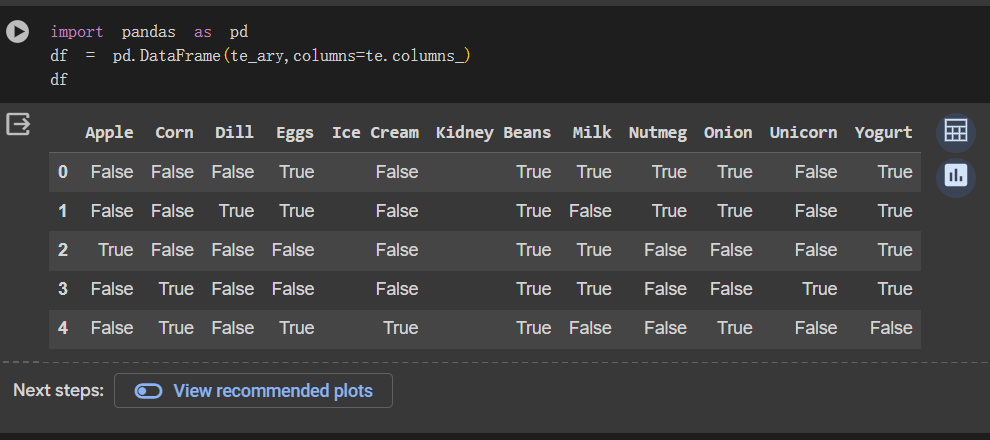 import pandas as pd
df = pd.DataFrame(te_ary,columns=te.columns_)
df
Apple Corn Dill Eggs Ice Cream Kidney Beans Milk Nutmeg Onion Unicorn Yogurt
0 False False False True False True True True True False True
1 False False True True False True False True True False True
2 True False False False False True True False False False True
3 False True False False False True True False False True True
4 False True False True True True False False True False False
Next steps: View recommended plots